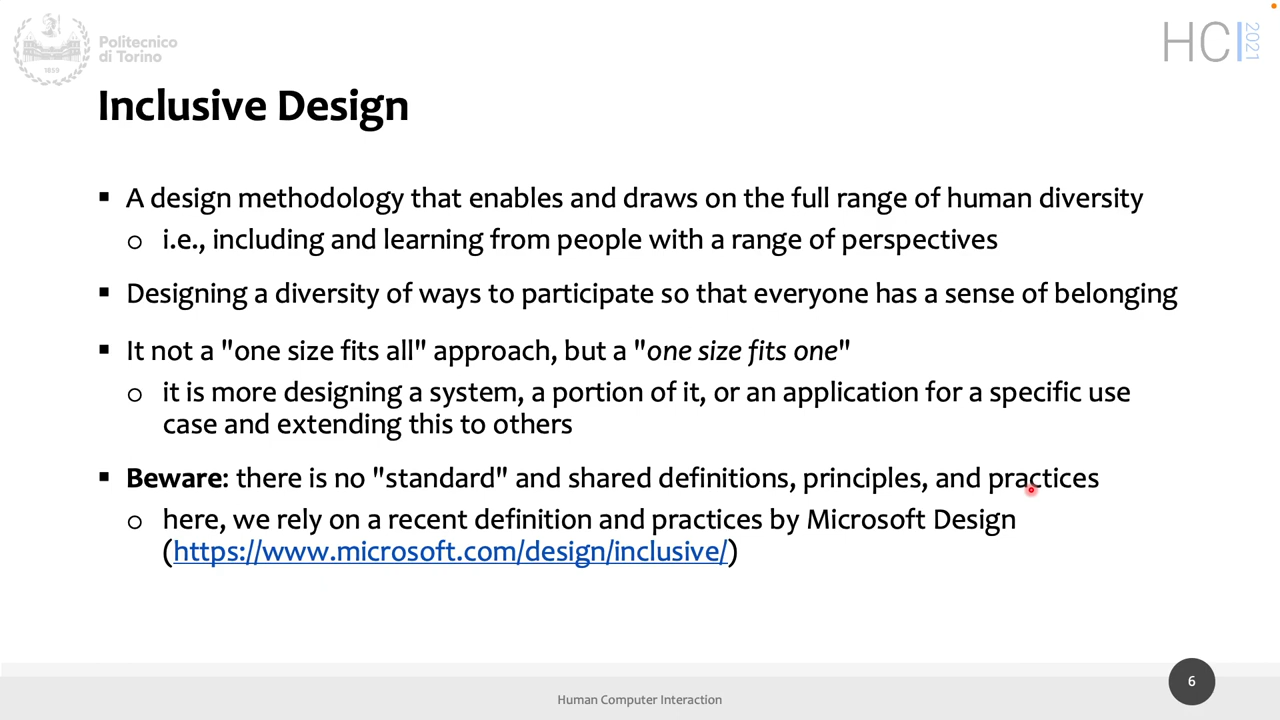 Politecnico
di Torino
1859
HCI 2021
Inclusive Design
▪ A design methodology that enables and draws on the full range of human diversity
o i.e., including and learning from people with a range of perspectives
▪ Designing a diversity of ways to participate so that everyone has a sense of belonging
▪ It not a "one size fits all" approach, but a "one size fits one"
o it is more designing a system, a portion of it, or an application for a specific use
case and extending this to others
▪ Beware: there is no "standard" and shared definitions, principles, and practices
o here, we rely on a recent definition and practices by Microsoft Design
(https://www.microsoft.com/design/inclusive/)
Human Computer Interaction
6